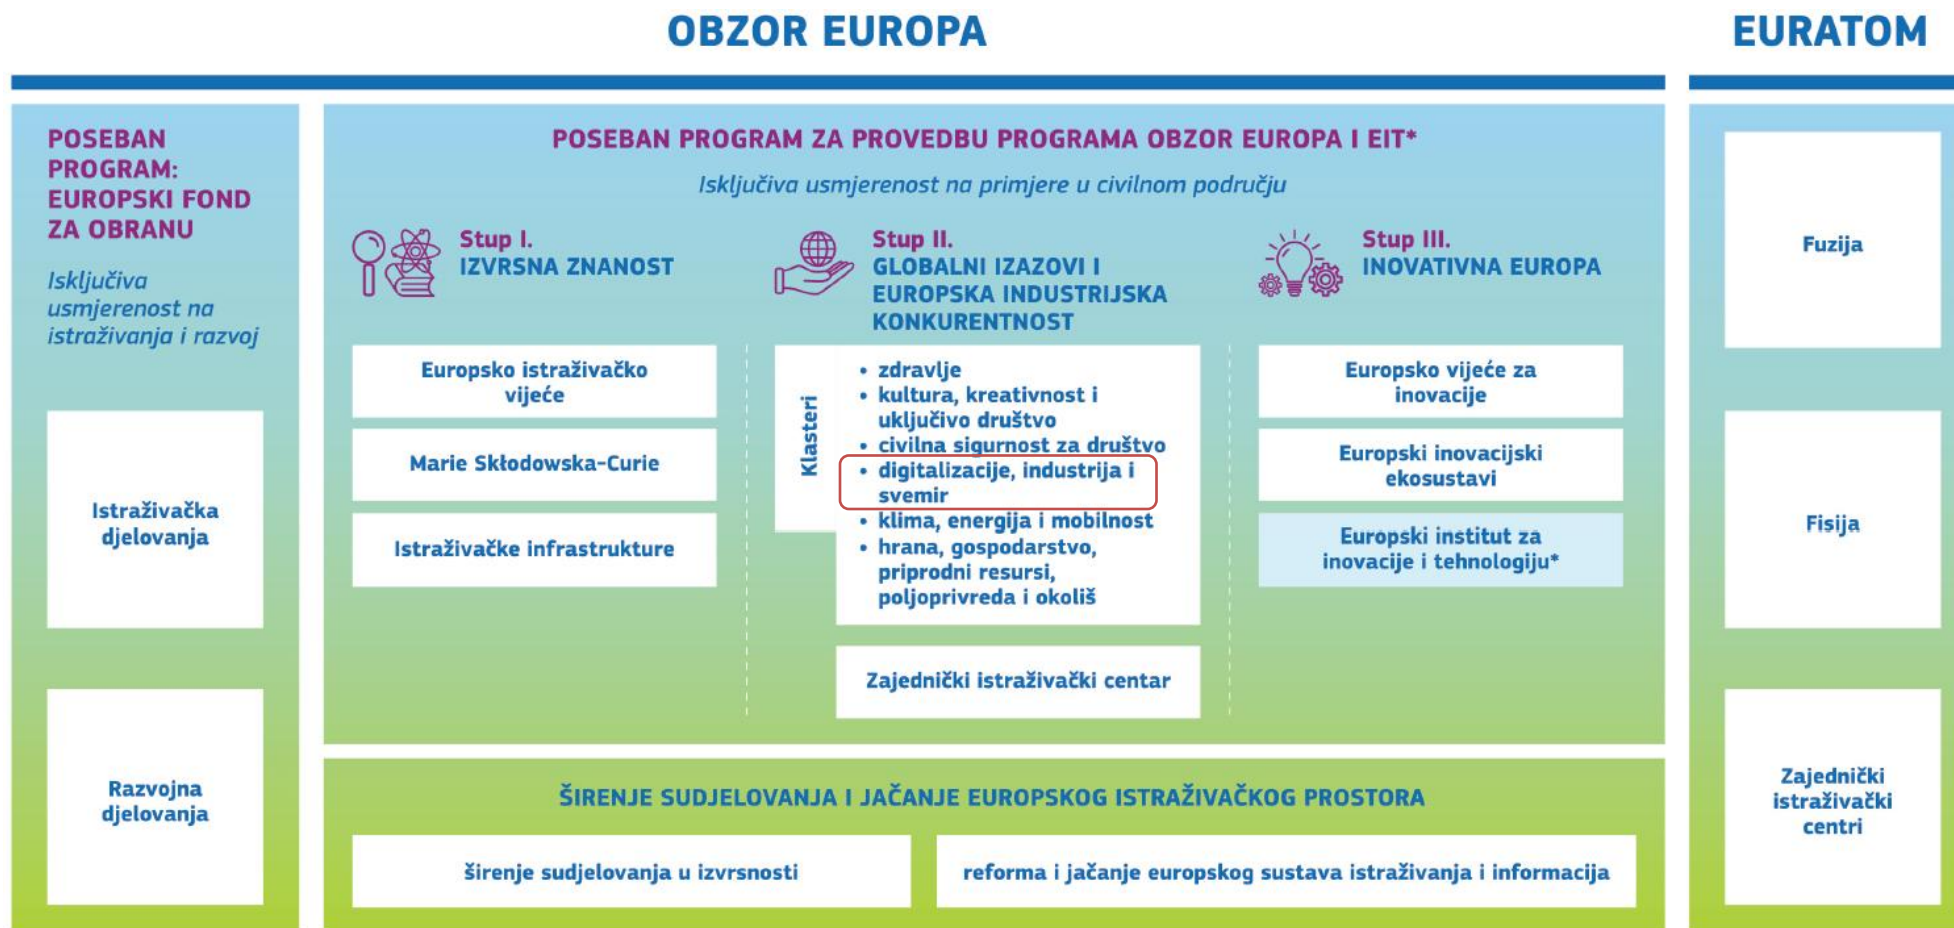 OBZOR EUROPA
EURATOM
POSEBAN
PROGRAM:
EUROPSKI FOND
ZA OBRANU
Isključiva
usmjerenost na
istraživanja i razvoj
Istraživačka
djelovanja
Razvojna
djelovanja
POSEBAN PROGRAM ZA PROVEDBU PROGRAMA OBZOR EUROPA I EIT*
Isključiva usmjerenost na primjere u civilnom području
Stup I.
IZVRSNA ZNANOST
Europsko istraživačko
vijeće
Marie Skłodowska-Curie
Istraživačke infrastrukture
Stup II.
GLOBALNI IZAZOVI I
EUROPSKA INDUSTRIJSKA
KONKURENTNOST
Klasteri
• zdravlje
• kultura, kreativnost i
uključivo društvo
• civilna sigurnost za društvo
• digitalizacije, industrija i
svemir
• klima, energija i mobilnost
• hrana, gospodarstvo,
priprodni resursi,
poljoprivreda i okoliš
Zajednički istraživački centar
Stup III.
INOVATIVNA EUROPA
Europsko vijeće za
inovacije
Europski inovacijski
ekosustavi
Europski institut za
inovacije i tehnologiju*
ŠIRENJE SUDJELOVANJA I JAČANJE EUROPSKOG ISTRAŽIVAČKOG PROSTORA
širenje sudjelovanja u izvrsnosti
reforma i jačanje europskog sustava istraživanja i informacija
Fuzija
Fisija
Zajednički
istraživački
centri